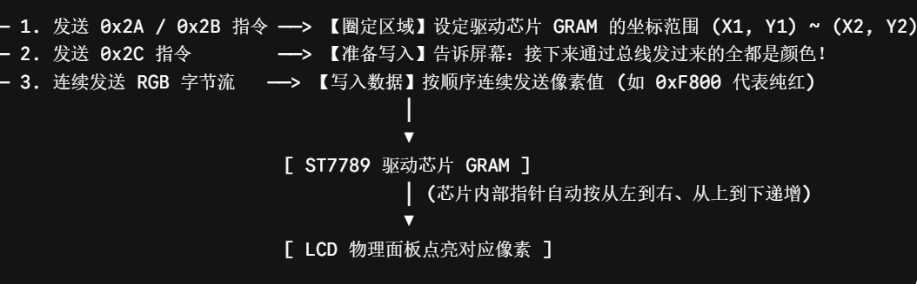 ─ 1. 发送 0x2A / 0x2B 指令 ──> 【圈定区域】设定驱动芯片 GRAM 的坐标范围 (X1, Y1) ~ (X2, Y2)
─ 2. 发送 0x2C 指令 ──> 【准备写入】告诉屏幕：接下来通过总线发过来的全都是颜色！
─ 3. 连续发送 RGB 字节流 ──> 【写入数据】按顺序连续发送像素值 (如 0xF800 代表纯红)
│
▼
[ ST7789 驱动芯片 GRAM ]
│ (芯片内部指针自动按从左到右、从上到下递增)
▼
[ LCD 物理面板点亮对应像素 ]